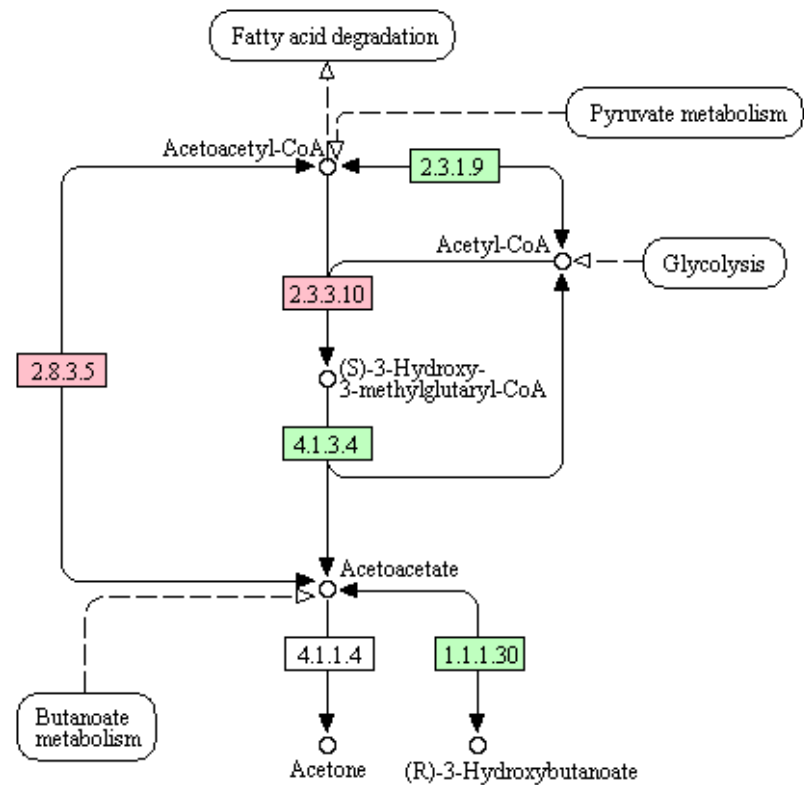 Fatty acid degradation
Pyruvate metabolism
Acetoacetyl-CoA
2.3.1.9
Acetyl-CoA
Glycolysis
2.3.3.10
2.8.3.5
(S)-3-Hydroxy-
3-methylglutaryl-CoA
4.1.3.4
Acetoacetate
4.1.1.4
1.1.1.30
Butanoate
metabolism
Acetone
(R)-3-Hydroxybutanoate